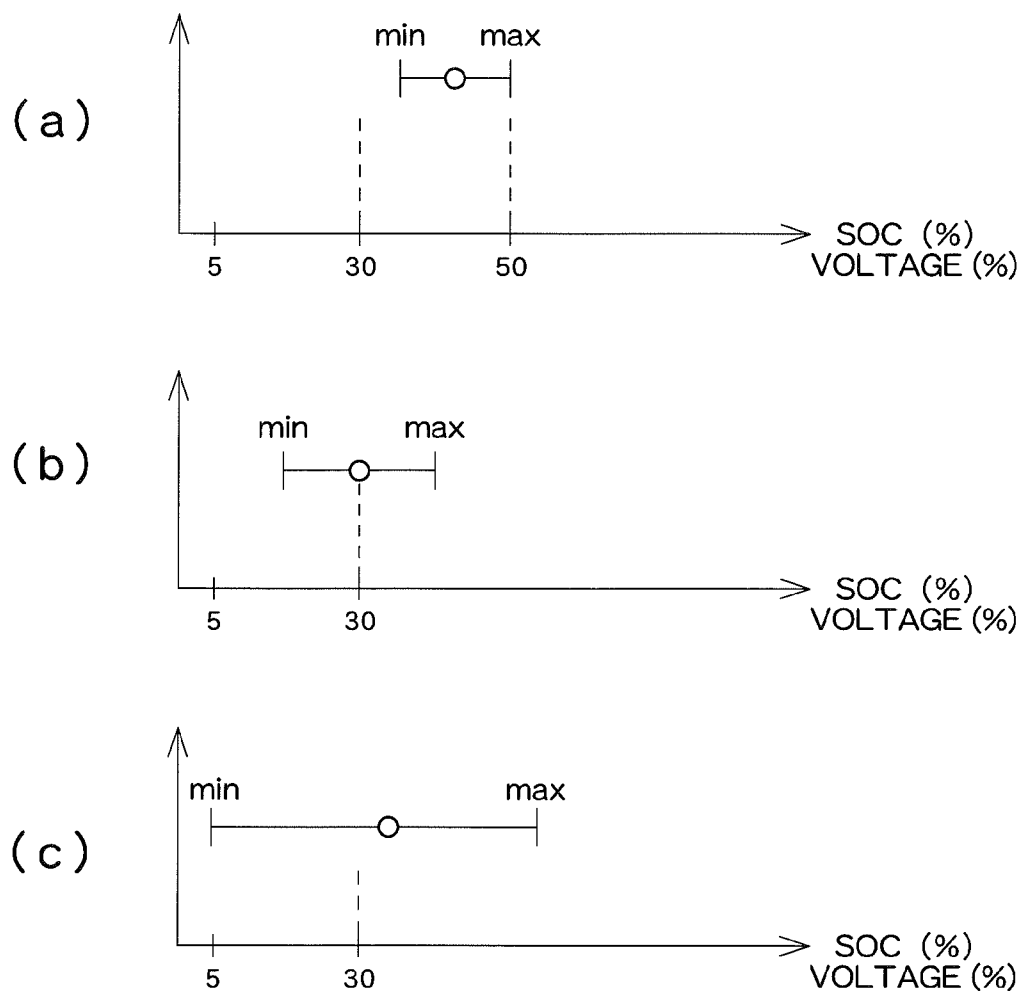 min max
(a)
SOC (%)
5 30 50 VOLTAGE (%)
min max
(b)
SOC (%)
5 30 VOLTAGE (%)
min max
(c)
SOC (%)
5 30 VOLTAGE (%)